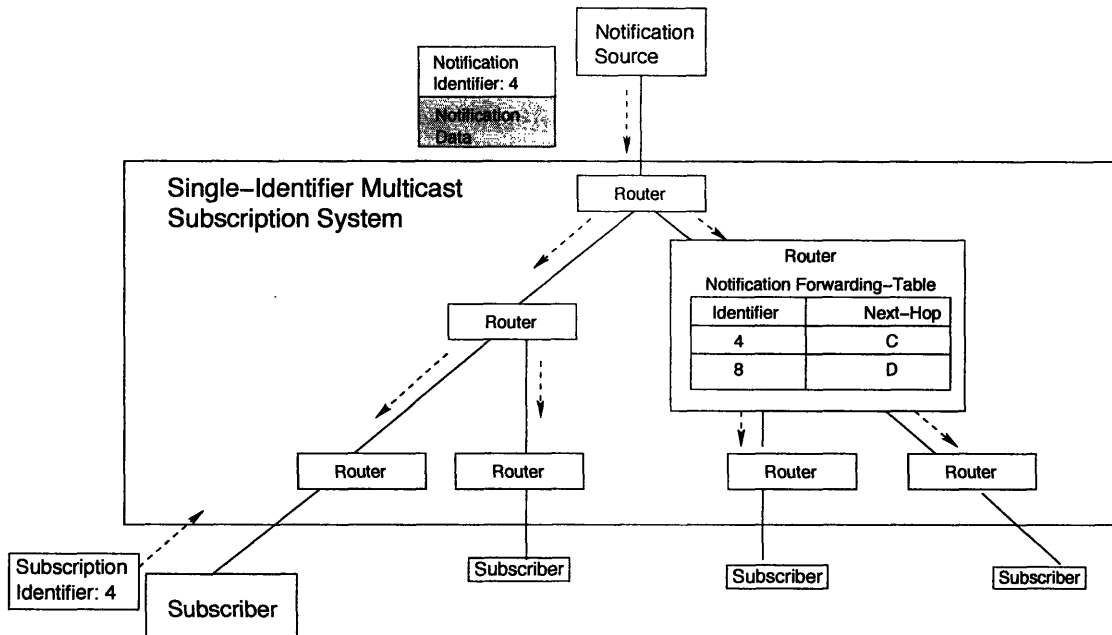 Notification
Source
Notification
Identifier: 4
Notification
Data
Single–Identifier Multicast
Subscription System
Router
Router
Notification Forwarding–Table
Identifier Next–Hop
4 C
8 D
Router
Router
Router
Router
Router
Subscription
Identifier: 4
Subscriber
Subscriber
Subscriber
Subscriber